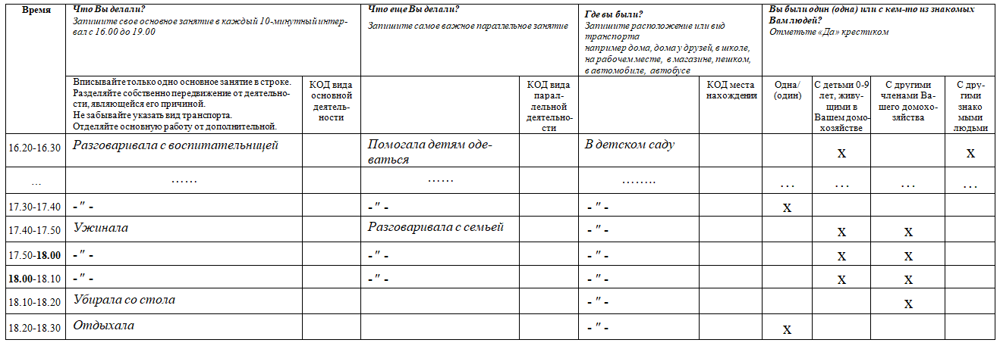 Время
Что Вы делали?
Запишите свое основное занятие в каждый 10-минутный интер-
вал с 16.00 до 19.00
Что еще Вы делали?
Запишите самое важное параллельное занятие
Где вы были?
Запишите расположение или вид
транспорта
например дома, дома у друзей, в школе,
на рабочем месте, в магазине, пешком,
в автомобиле, автобусе
Вы были один (одна) или с кем-то из знакомых
Вам людей?
Отметьте «Да» крестиком
Вписывайте только одно основное занятие в строке.
Разделяйте собственно передвижение от деятельно-
сти, являющейся его причиной.
Не забывайте указать вид транспорта.
Отделяйте основную работу от дополнительной.
КОД вида
основной
деятель-
ности
КОД вида
парал-
лельной
деятельно-
сти
КОД места
нахождения
Одна/
(один)
С детьми 0-9
лет, живу-
щими в
Вашем домо-
хозяйстве
С другими
членами Ва-
шего домохо-
зяйства
С дру-
гими
знако
мыми
людьми
16.20-16.30 Разговаривала с воспитательницей Помогала детям оде-
ваться
В детском саду x x
… …… …… …….. … … … …
17.30-17.40 - " - - " - - " - x
17.40-17.50 Ужинала Разговаривала с семьей - " - x x
17.50-18.00 - " - - " - - " - x x
18.00-18.10 - " - - " - - " - x x
18.10-18.20 Убирала со стола - " - x
18.20-18.30 Отдыхала - " - x